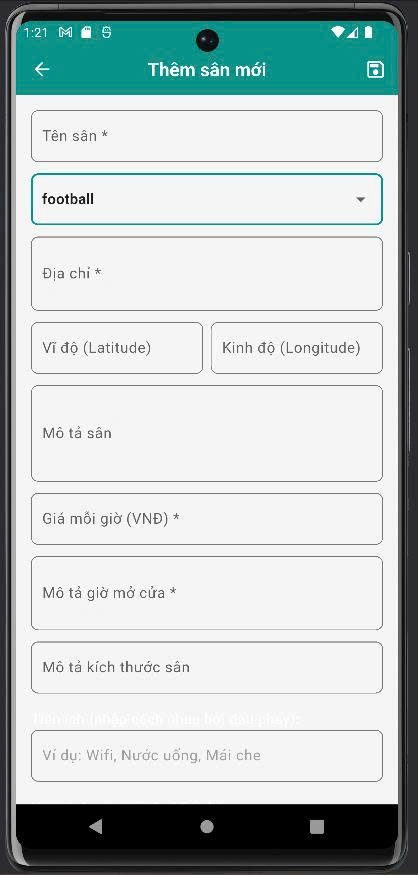 1:21
Thêm sân mới
Tên sân *
football
Địa chỉ *
Vĩ độ (Latitude)
Kinh độ (Longitude)
Mô tả sân
Giá mỗi giờ (VNĐ) *
Mô tả giờ mở cửa *
Mô tả kích thước sân
Tiện ích (nhập cách nhau bởi dấu phẩy):
Ví dụ: Wifi, Nước uống, Mái che